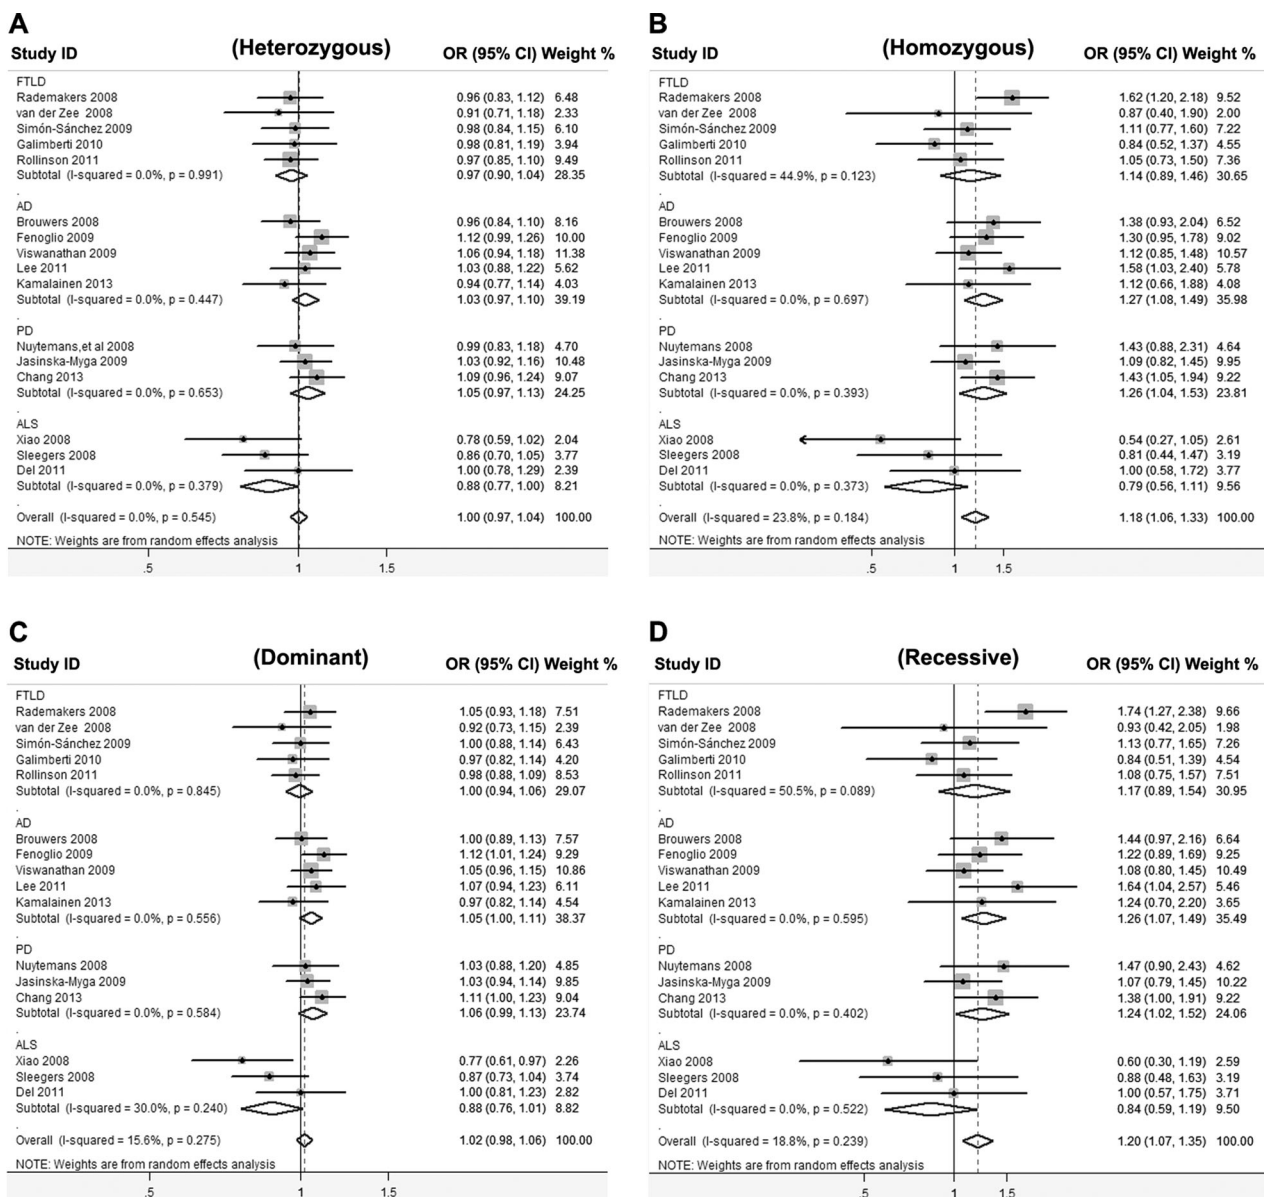 A
Study ID (Heterozygous) OR (95% CI) Weight %
FTLD
Rademakers 2008 0.96 (0.83, 1.12) 6.48
van der Zee 2008 0.91 (0.71, 1.18) 2.33
Simón-Sánchez 2009 0.98 (0.84, 1.15) 6.10
Galimberti 2010 0.98 (0.81, 1.19) 3.94
Rollinson 2011 0.97 (0.85, 1.10) 9.49
Subtotal (I-squared = 0.0%, p = 0.991) 0.97 (0.90, 1.04) 28.35
.
AD
Brouwers 2008 0.96 (0.84, 1.10) 8.16
Fenoglio 2009 1.12 (0.99, 1.26) 10.00
Viswanathan 2009 1.06 (0.94, 1.18) 11.38
Lee 2011 1.03 (0.88, 1.22) 5.62
Kamalainen 2013 0.94 (0.77, 1.14) 4.03
Subtotal (I-squared = 0.0%, p = 0.447) 1.03 (0.97, 1.10) 39.19
.
PD
Nuytemans,et al 2008 0.99 (0.83, 1.18) 4.70
Jasinska-Myga 2009 1.03 (0.92, 1.16) 10.48
Chang 2013 1.09 (0.96, 1.24) 9.07
Subtotal (I-squared = 0.0%, p = 0.653) 1.05 (0.97, 1.13) 24.25
.
ALS
Xiao 2008 0.78 (0.59, 1.02) 2.04
Sleegers 2008 0.86 (0.70, 1.05) 3.77
Del 2011 1.00 (0.78, 1.29) 2.39
Subtotal (I-squared = 0.0%, p = 0.379) 0.88 (0.77, 1.00) 8.21
.
Overall (I-squared = 0.0%, p = 0.545) 1.00 (0.97, 1.04) 100.00
NOTE: Weights are from random effects analysis
.5 1 1.5
B
Study ID (Homozygous) OR (95% CI) Weight %
FTLD
Rademakers 2008 1.62 (1.20, 2.18) 9.52
van der Zee 2008 0.87 (0.40, 1.90) 2.00
Simón-Sánchez 2009 1.11 (0.77, 1.60) 7.22
Galimberti 2010 0.84 (0.52, 1.37) 4.55
Rollinson 2011 1.05 (0.73, 1.50) 7.36
Subtotal (I-squared = 44.9%, p = 0.123) 1.14 (0.89, 1.46) 30.65
.
AD
Brouwers 2008 1.38 (0.93, 2.04) 6.52
Fenoglio 2009 1.30 (0.95, 1.78) 9.02
Viswanathan 2009 1.12 (0.85, 1.48) 10.57
Lee 2011 1.58 (1.03, 2.40) 5.78
Kamalainen 2013 1.12 (0.66, 1.88) 4.08
Subtotal (I-squared = 0.0%, p = 0.697) 1.27 (1.08, 1.49) 35.98
.
PD
Nuytemans 2008 1.43 (0.88, 2.31) 4.64
Jasinska-Myga 2009 1.09 (0.82, 1.45) 9.95
Chang 2013 1.43 (1.05, 1.94) 9.22
Subtotal (I-squared = 0.0%, p = 0.393) 1.26 (1.04, 1.53) 23.81
.
ALS
Xiao 2008 0.54 (0.27, 1.05) 2.61
Sleegers 2008 0.81 (0.44, 1.47) 3.19
Del 2011 1.00 (0.58, 1.72) 3.77
Subtotal (I-squared = 0.0%, p = 0.373) 0.79 (0.56, 1.11) 9.56
.
Overall (I-squared = 23.8%, p = 0.184) 1.18 (1.06, 1.33) 100.00
NOTE: Weights are from random effects analysis
.5 1 1.5
C
Study ID (Dominant) OR (95% CI) Weight %
FTLD
Rademakers 2008 1.05 (0.93, 1.18) 7.51
van der Zee 2008 0.92 (0.73, 1.15) 2.39
Simón-Sánchez 2009 1.00 (0.88, 1.14) 6.43
Galimberti 2010 0.97 (0.82, 1.14) 4.20
Rollinson 2011 0.98 (0.88, 1.09) 8.53
Subtotal (I-squared = 0.0%, p = 0.845) 1.00 (0.94, 1.06) 29.07
.
AD
Brouwers 2008 1.00 (0.89, 1.13) 7.57
Fenoglio 2009 1.12 (1.01, 1.24) 9.29
Viswanathan 2009 1.05 (0.96, 1.15) 10.86
Lee 2011 1.07 (0.94, 1.23) 6.11
Kamalainen 2013 0.97 (0.82, 1.14) 4.54
Subtotal (I-squared = 0.0%, p = 0.556) 1.05 (1.00, 1.11) 38.37
.
PD
Nuytemans 2008 1.03 (0.88, 1.20) 4.85
Jasinska-Myga 2009 1.03 (0.94, 1.14) 9.85
Chang 2013 1.11 (1.00, 1.23) 9.04
Subtotal (I-squared = 0.0%, p = 0.584) 1.06 (0.99, 1.13) 23.74
.
ALS
Xiao 2008 0.77 (0.61, 0.97) 2.26
Sleegers 2008 0.87 (0.73, 1.04) 3.74
Del 2011 1.00 (0.81, 1.23) 2.82
Subtotal (I-squared = 30.0%, p = 0.240) 0.88 (0.76, 1.01) 8.82
.
Overall (I-squared = 15.6%, p = 0.275) 1.02 (0.98, 1.06) 100.00
NOTE: Weights are from random effects analysis
.5 1 1.5
D
Study ID (Recessive) OR (95% CI) Weight %
FTLD
Rademakers 2008 1.74 (1.27, 2.38) 9.66
van der Zee 2008 0.93 (0.42, 2.05) 1.98
Simón-Sánchez 2009 1.13 (0.77, 1.65) 7.26
Galimberti 2010 0.84 (0.51, 1.39) 4.54
Rollinson 2011 1.08 (0.75, 1.57) 7.51
Subtotal (I-squared = 50.5%, p = 0.089) 1.17 (0.89, 1.54) 30.95
.
AD
Brouwers 2008 1.44 (0.97, 2.16) 6.64
Fenoglio 2009 1.22 (0.89, 1.69) 9.25
Viswanathan 2009 1.08 (0.80, 1.45) 10.49
Lee 2011 1.64 (1.04, 2.57) 5.46
Kamalainen 2013 1.24 (0.70, 2.20) 3.65
Subtotal (I-squared = 0.0%, p = 0.595) 1.26 (1.07, 1.49) 35.49
.
PD
Nuytemans 2008 1.47 (0.90, 2.43) 4.62
Jasinska-Myga 2009 1.07 (0.79, 1.45) 10.22
Chang 2013 1.38 (1.00, 1.91) 9.22
Subtotal (I-squared = 0.0%, p = 0.402) 1.24 (1.02, 1.52) 24.06
.
ALS
Xiao 2008 0.60 (0.30, 1.19) 2.59
Sleegers 2008 0.88 (0.48, 1.63) 3.19
Del 2011 1.00 (0.57, 1.75) 3.71
Subtotal (I-squared = 0.0%, p = 0.522) 0.84 (0.59, 1.19) 9.50
.
Overall (I-squared = 18.8%, p = 0.239) 1.20 (1.07, 1.35) 100.00
NOTE: Weights are from random effects analysis
.5 1 1.5